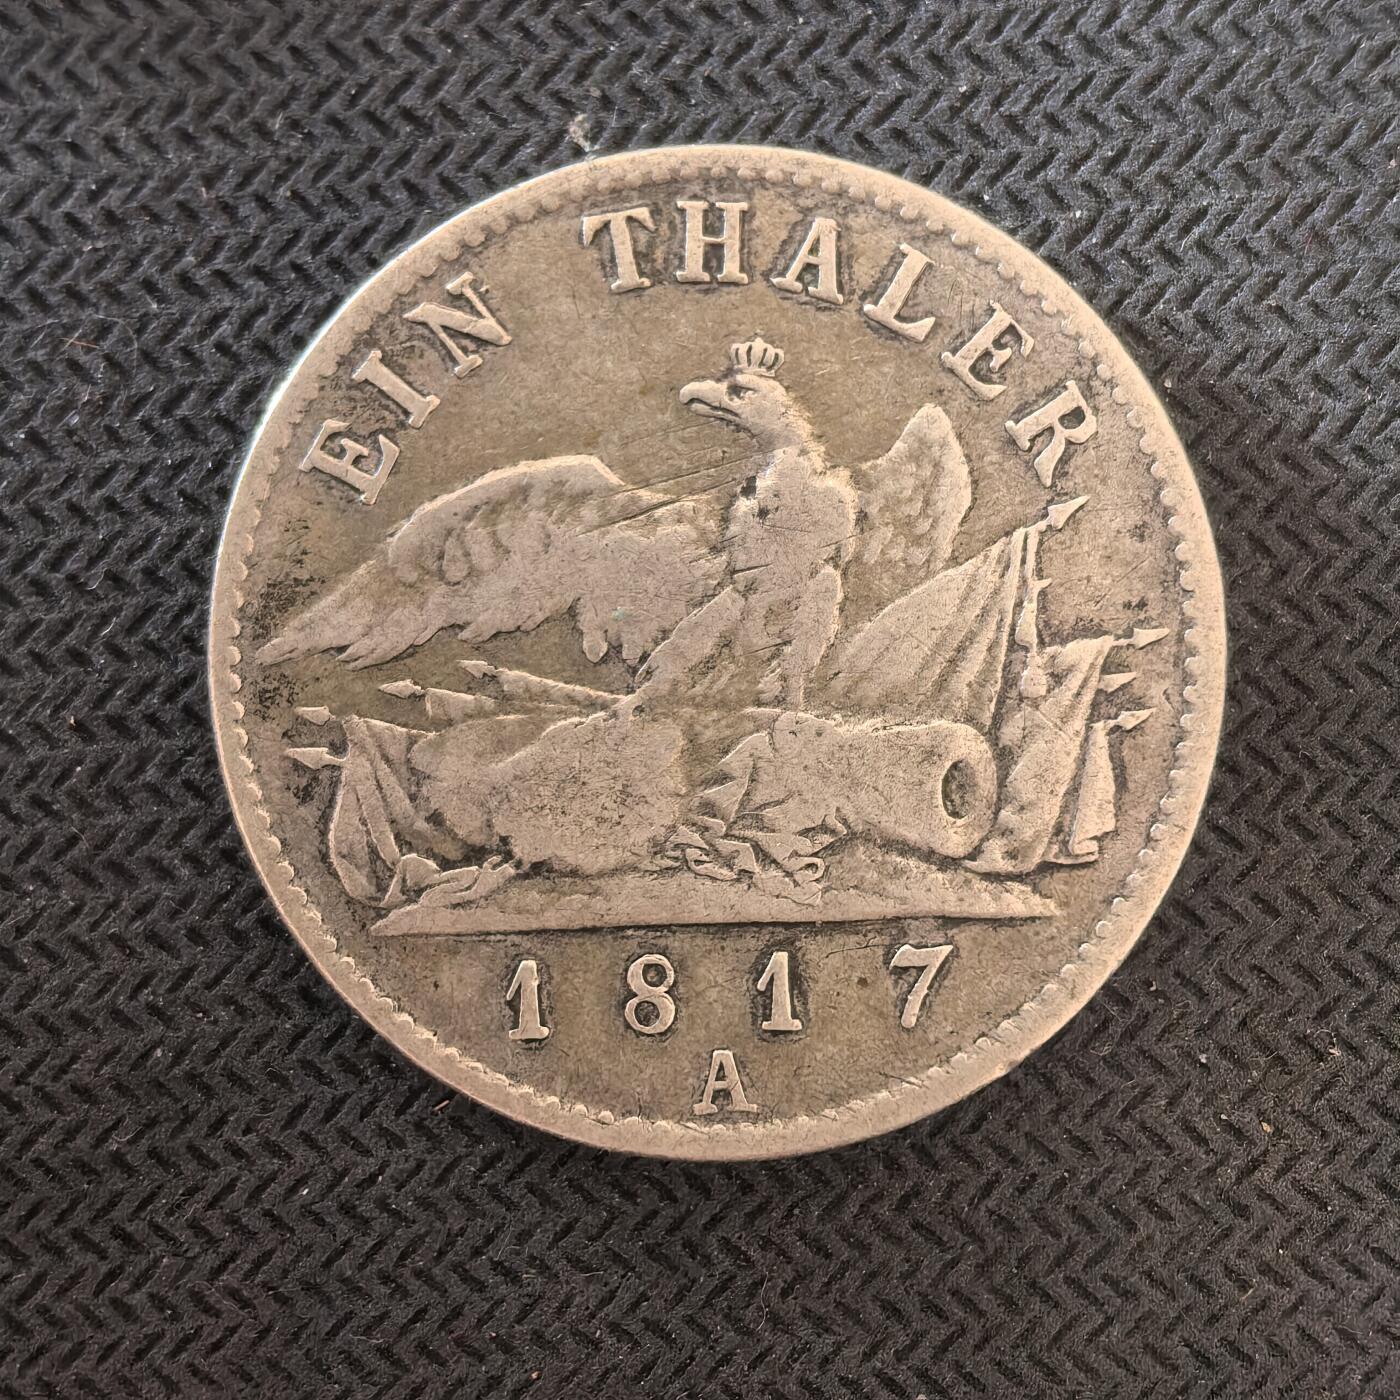 EIN THALER
1817
A